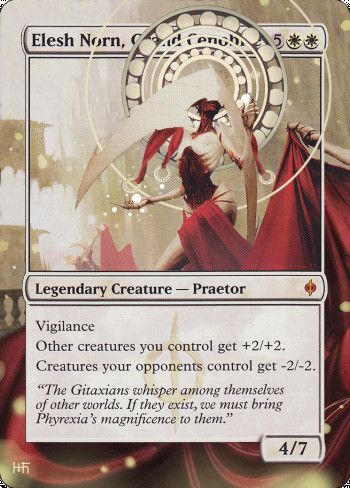 Elesh Norn, Grand Cenobite 5
Legendary Creature — Praetor
Vigilance
Other creatures you control get +2/+2.
Creatures your opponents control get -2/-2.
“The Gitaxians whisper among themselves
of other worlds. If they exist, we must bring
Phyrexia’s magnificence to them.”
4/7